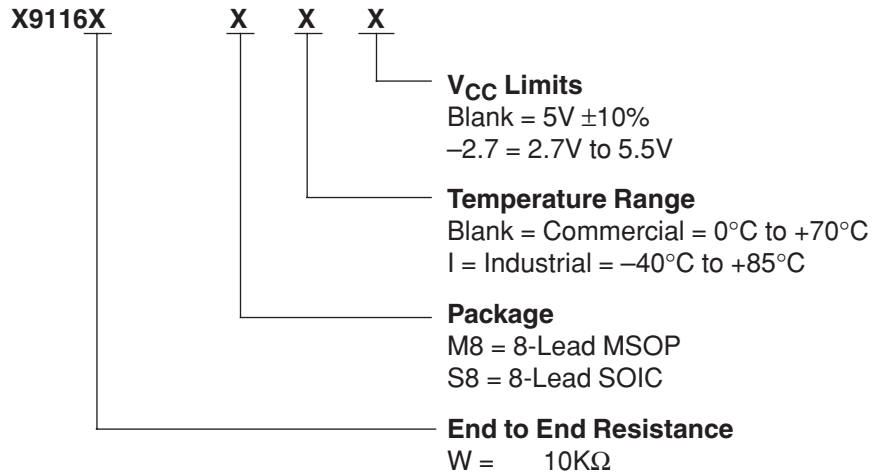 X9116X X X X
V_CC Limits
Blank = 5V ±10%
–2.7 = 2.7V to 5.5V
Temperature Range
Blank = Commercial = 0°C to +70°C
I = Industrial = –40°C to +85°C
Package
M8 = 8-Lead MSOP
S8 = 8-Lead SOIC
End to End Resistance
W = 10KΩ